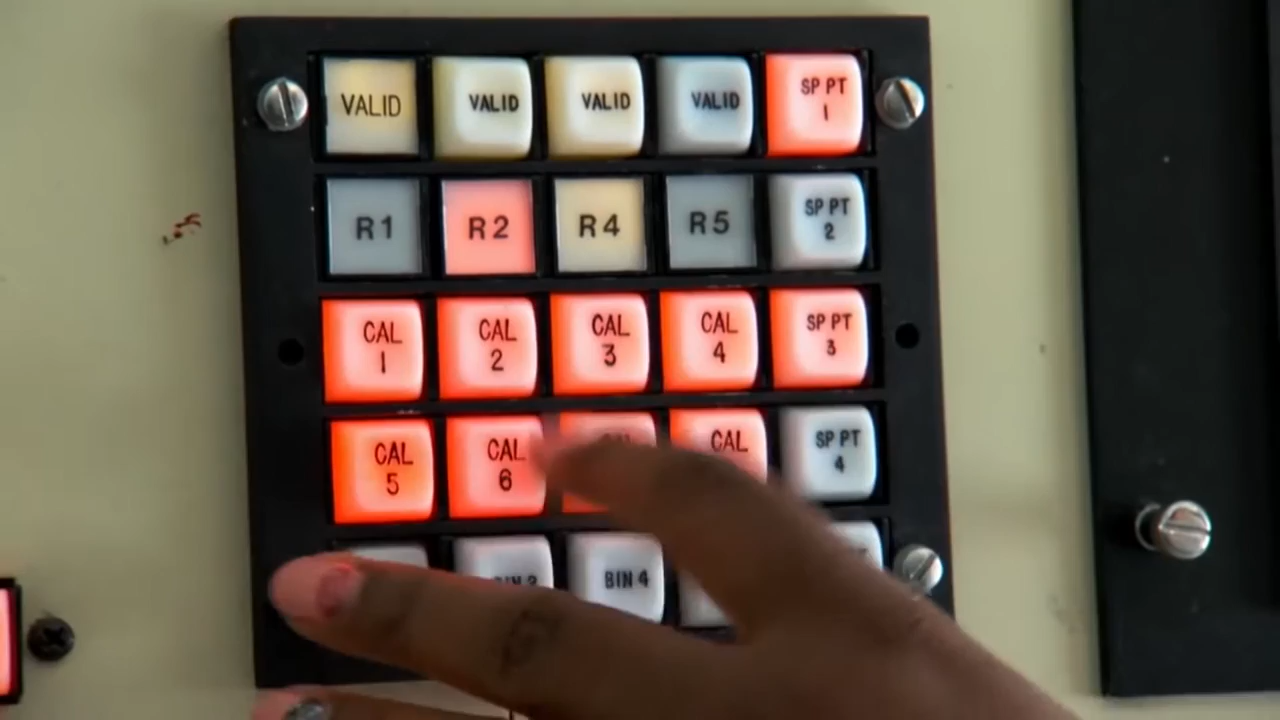 VALID VALID VALID VALID SP PT
1
R1 R2 R4 R5 SP PT
2
CAL CAL CAL CAL SP PT
1 2 3 4 3
CAL CAL CAL CAL SP PT
5 6 4
BIN 4